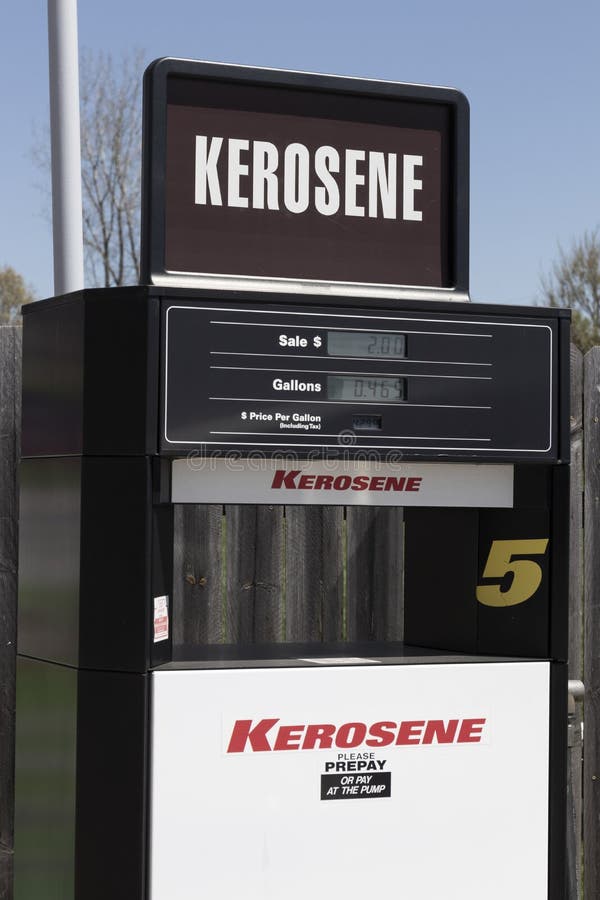 KEROSENE
Sale $ 2.00
Gallons 0.465
$ Price Per Gallon
(Including Tax)
KEROSENE
5
KEROSENE
PLEASE
PREPAY
OR PAY
AT THE PUMP
dreamstime